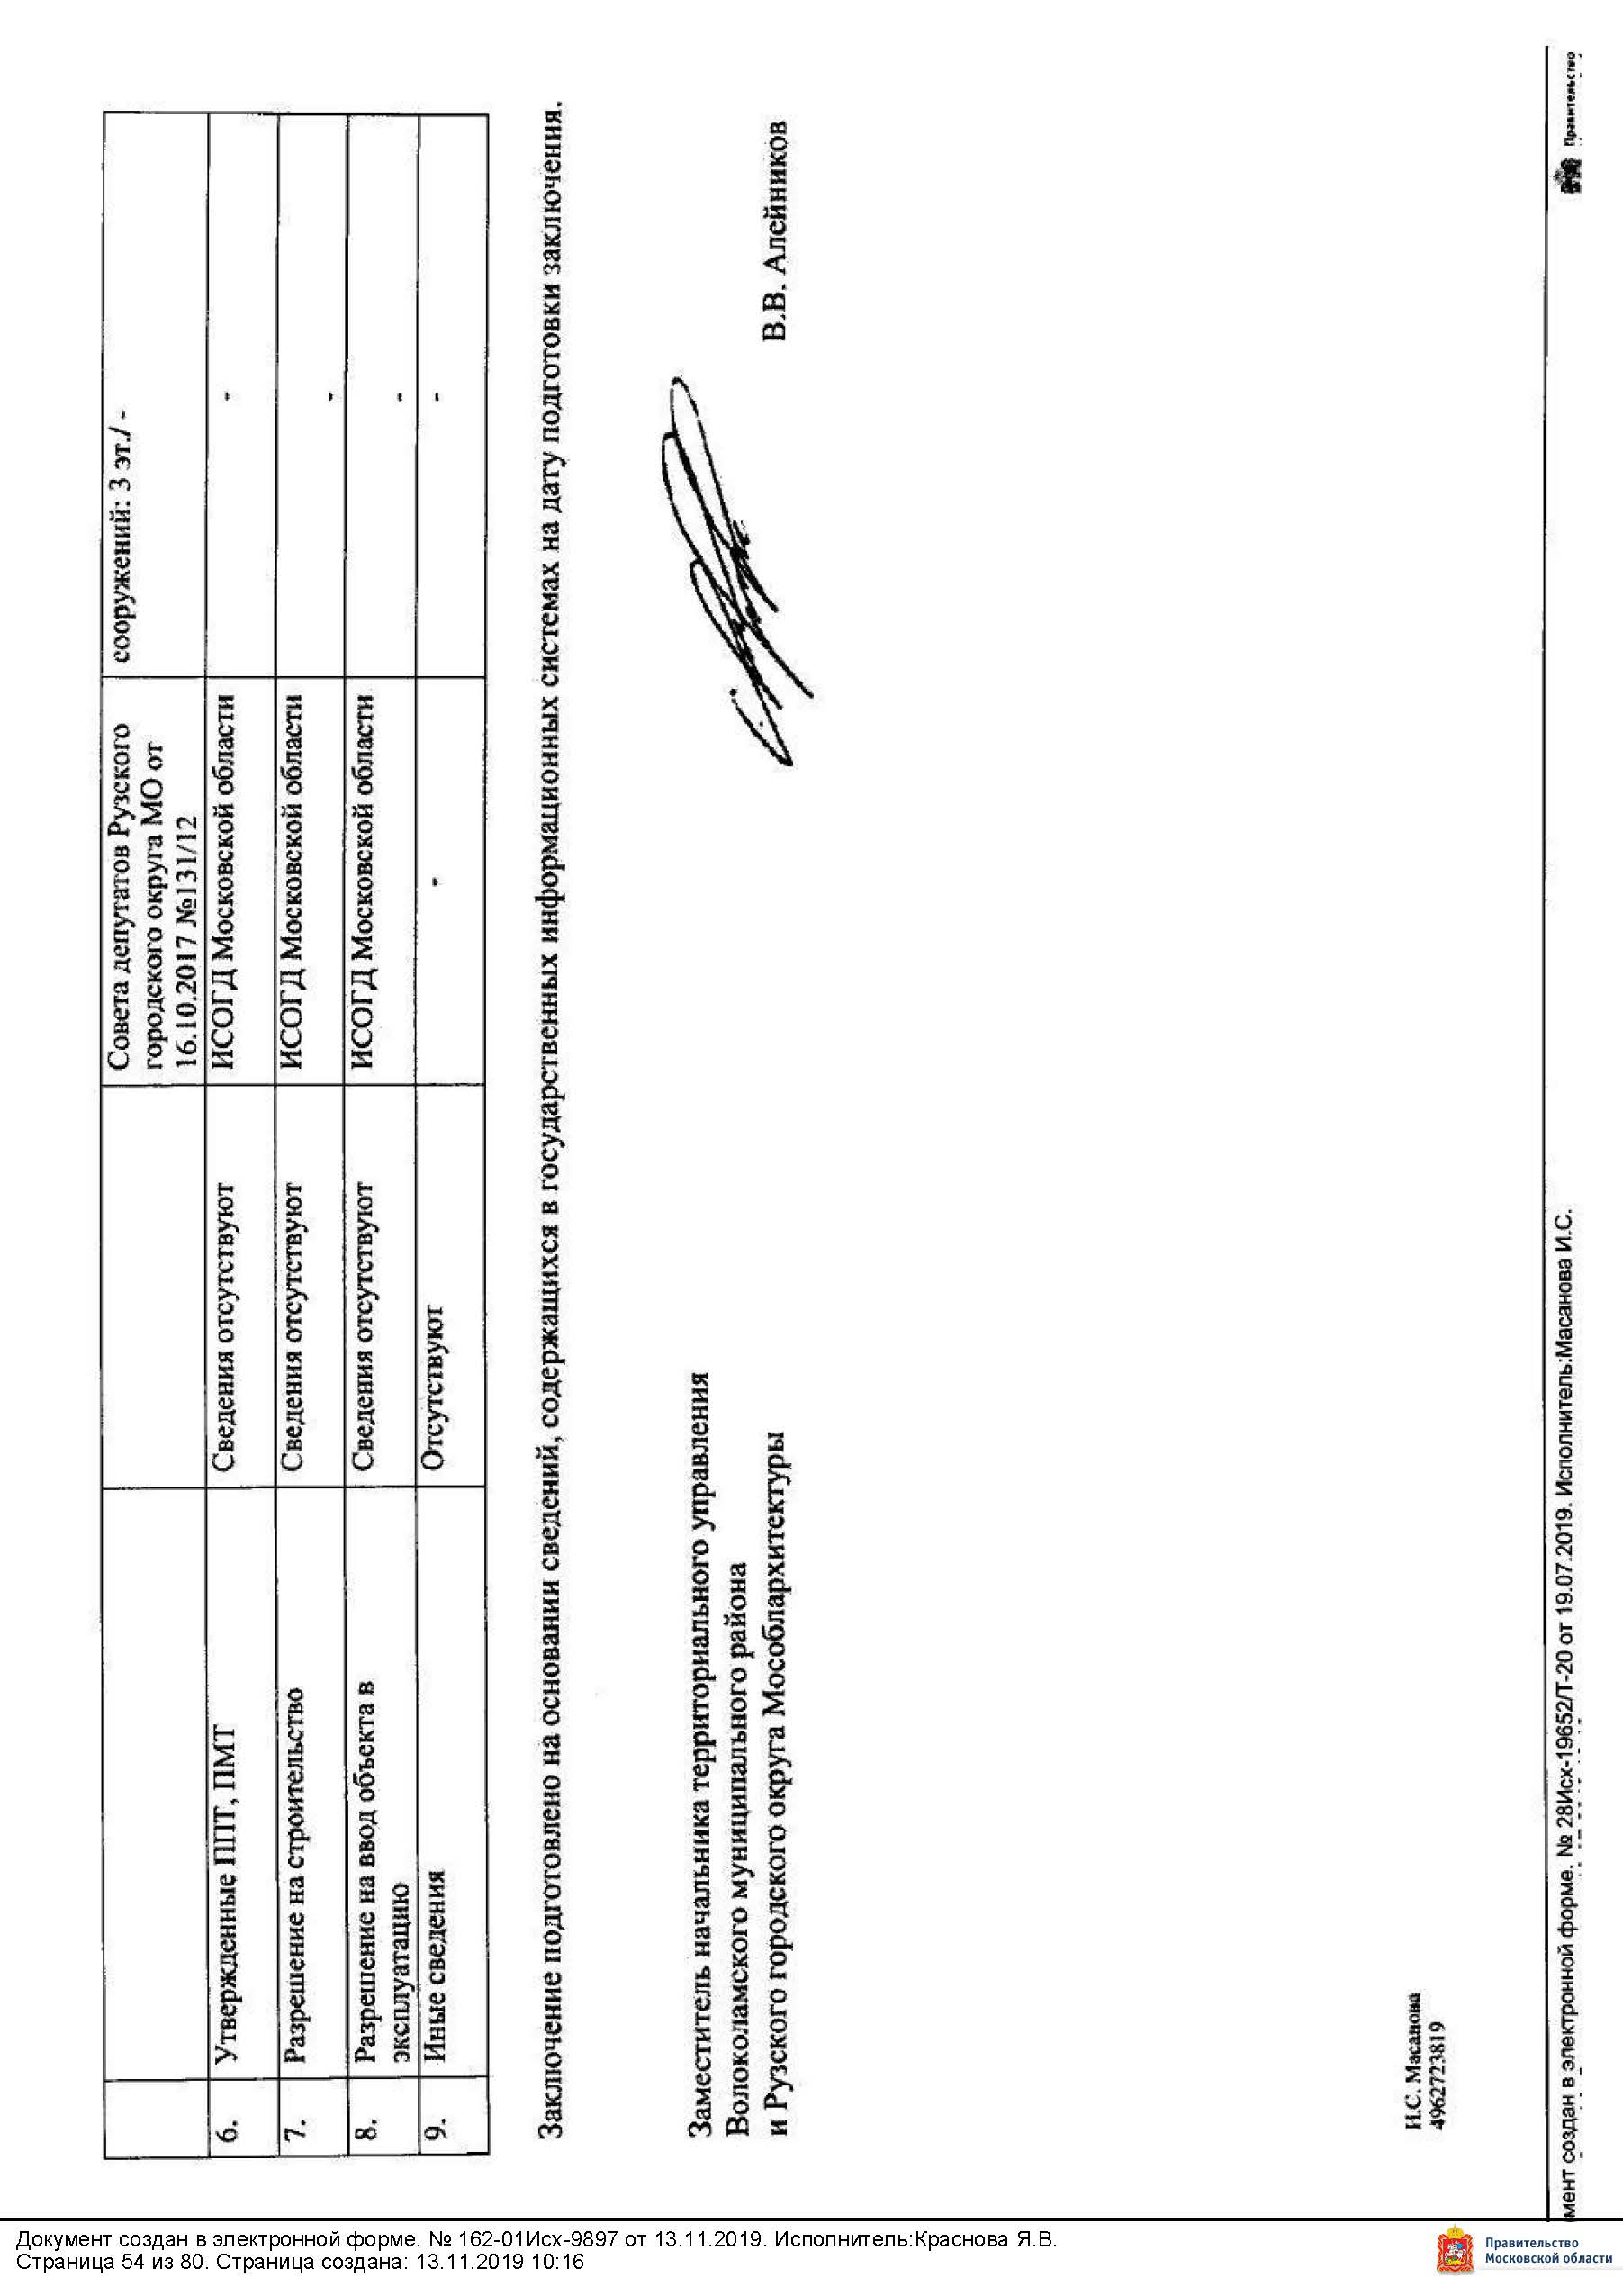 Совета депутатов Рузского
городского округа МО от
16.10.2017 №131/12
сооружений: 3 эт./ -
6. Утвержденные ППТ, ПМТ Сведения отсутствуют ИСОГД Московской области -
7. Разрешение на строительство Сведения отсутствуют ИСОГД Московской области -
8. Разрешение на ввод объекта в Сведения отсутствуют ИСОГД Московской области -
эксплуатацию
9. Иные сведения Отсутствуют - -
Заключение подготовлено на основании сведений, содержащихся в государственных информационных системах на дату подготовки заключения.
Заместитель начальника территориального управления
Волоколамского муниципального района
и Рузского городского округа Мособлархитектуры В.В. Алейников
И.С. Масанова
4962723819
мент создан в электронной форме. № 28Исх-19652/Т-20 от 19.07.2019. Исполнитель:Масанова И.С.
Правительство
Документ создан в электронной форме. № 162-01Исх-9897 от 13.11.2019. Исполнитель:Краснова Я.В.
Страница 54 из 80. Страница создана: 13.11.2019 10:16
Правительство
Московской области